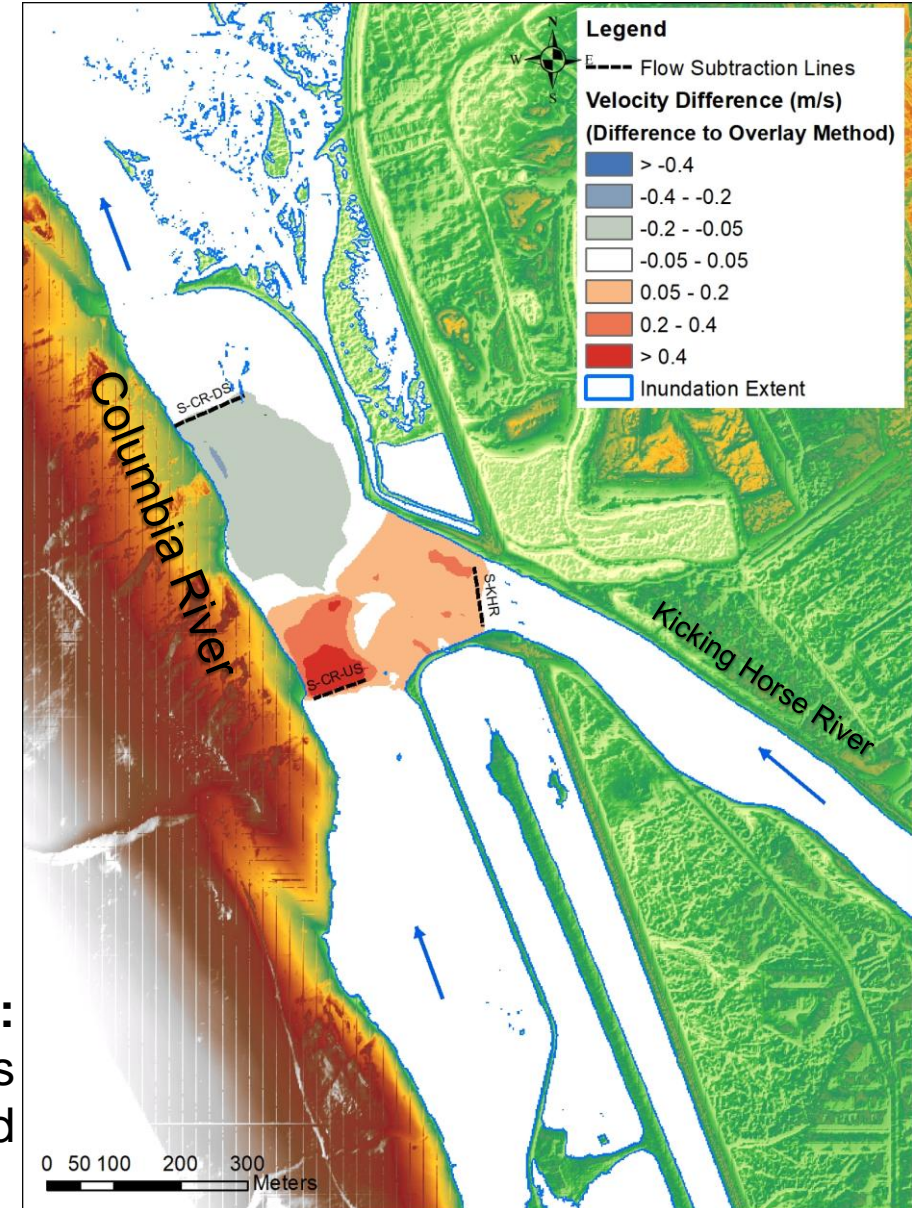 Legend
N
W
E
S
Flow Subtraction Lines
Velocity Difference (m/s)
(Difference to Overlay Method)
> -0.4
-0.4 - -0.2
-0.2 - -0.05
-0.05 - 0.05
0.05 - 0.2
0.2 - 0.4
> 0.4
Inundation Extent
S-CR-DS
Columbia River
S-KHR
Kicking Horse River
S-CR-US
:
s
d
0 50 100 200 300
Meters